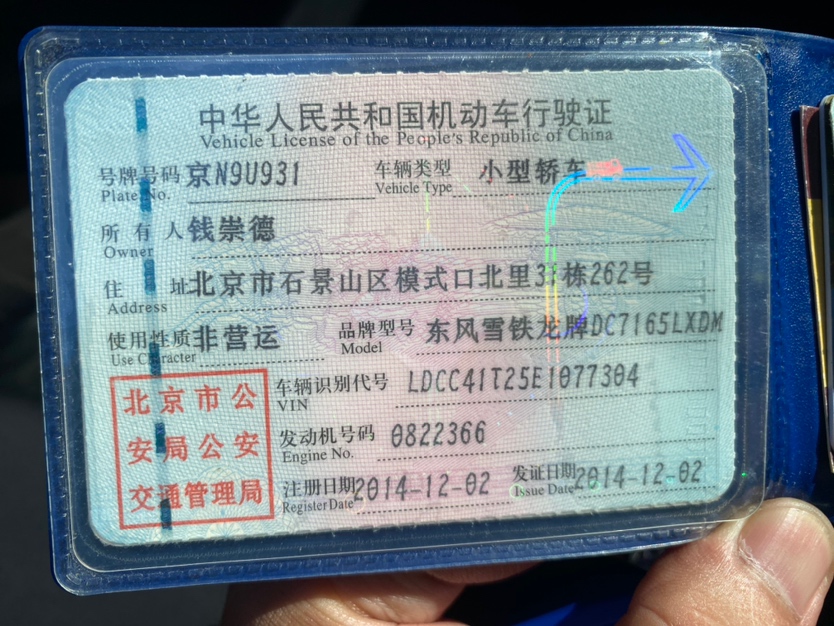 中华人民共和国机动车行驶证
Vehicle License of the People's Republic of China
号牌号码 京N9U931 车辆类型 小型轿车
Plate No. Vehicle Type
所有人 钱崇德
Owner
住址 北京市石景山区模式口北里3 栋262号
Address
使用性质 非营运 品牌型号 东风雪铁龙牌DC7165LXDM
Use Character Model
车辆识别代号 LDCC41T25E1077304
VIN
发动机号码 0822366
Engine No.
注册日期 2014-12-02 发证日期 2014-12-02
Register Date Issue Date
北京市公
安局公安
交通管理局